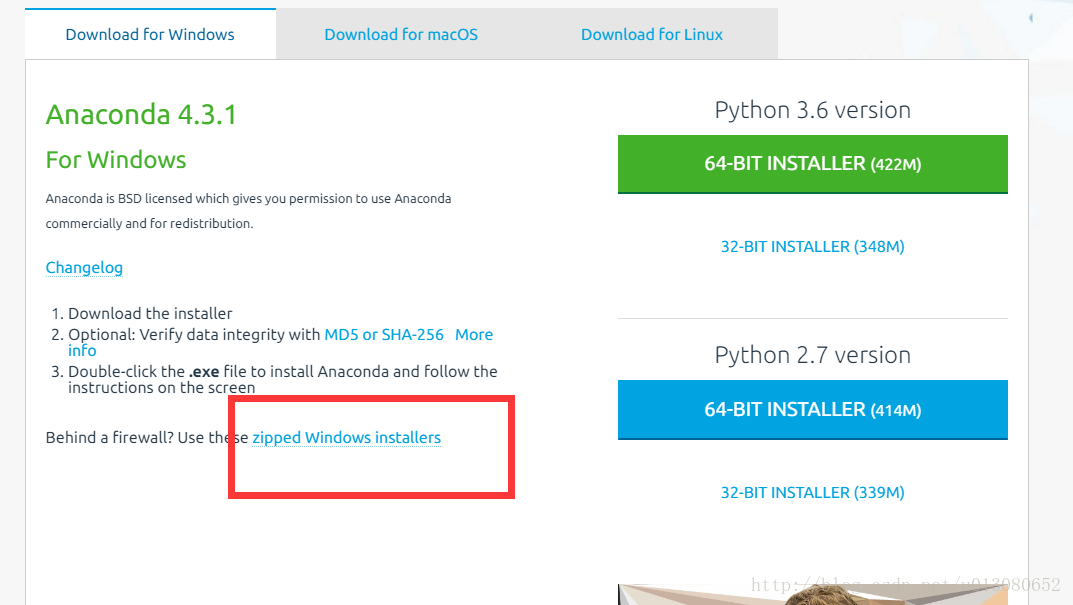 Download for Windows
Download for macOS
Download for Linux
Anaconda 4.3.1
For Windows
Anaconda is BSD licensed which gives you permission to use Anaconda
commercially and for redistribution.
Changelog
1. Download the installer
2. Optional: Verify data integrity with MD5 or SHA-256 More
info
3. Double-click the .exe file to install Anaconda and follow the
instructions on the screen
Behind a firewall? Use these zipped Windows installers
Python 3.6 version
64-BIT INSTALLER (422M)
32-BIT INSTALLER (348M)
Python 2.7 version
64-BIT INSTALLER (414M)
32-BIT INSTALLER (339M)
http://blog.csdn.net/u013080652